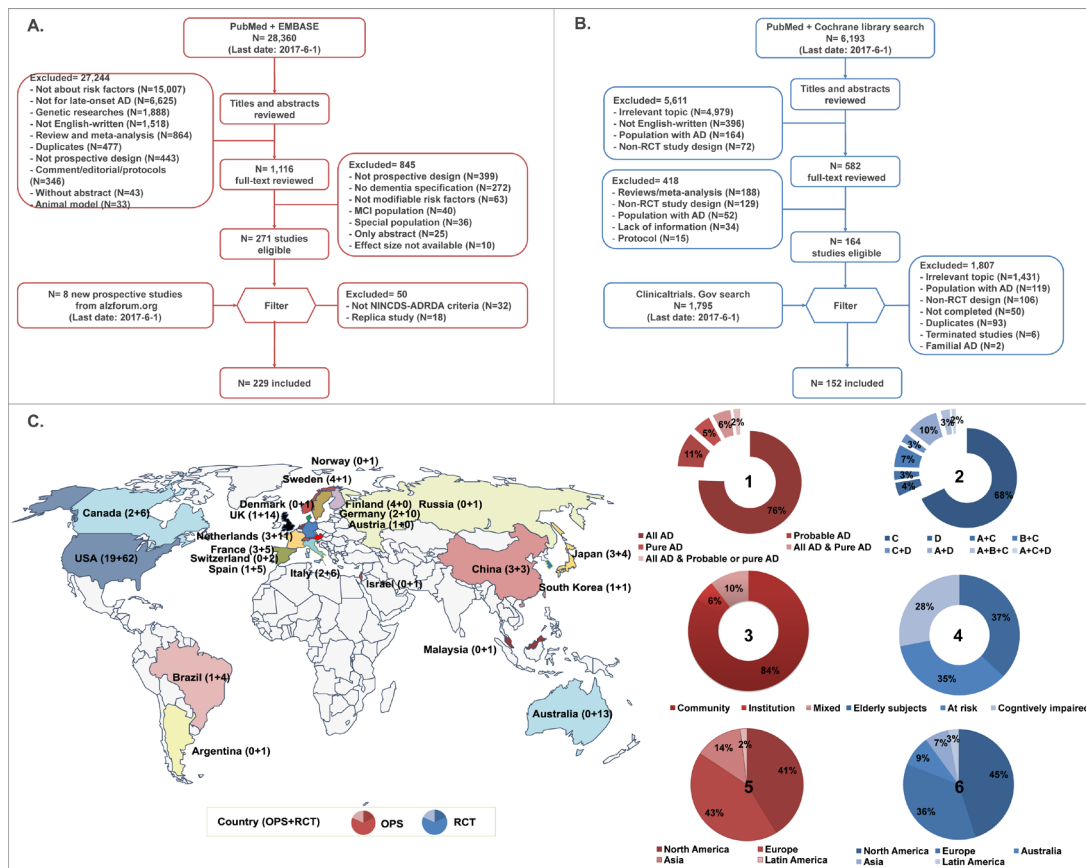 A.
PubMed + EMBASE
N= 28,360
(Last date: 2017-6-1)
Excluded= 27,244
- Not about risk factors (N=15,007)
- Not for late-onset AD (N=6,625)
- Genetic researches (N=1,888)
- Not English-written (N=1,518)
- Review and meta-analysis (N=864)
- Duplicates (N=477)
- Not prospective design (N=443)
- Comment/editorial/protocols
(N=346)
- Without abstract (N=43)
- Animal model (N=33)
Titles and abstracts
reviewed
N= 1,116
full-text reviewed
Excluded= 845
- Not prospective design (N=399)
- No dementia specification (N=272)
- Not modifiable risk factors (N=63)
- MCI population (N=40)
- Special population (N=36)
- Only abstract (N=25)
- Effect size not available (N=10)
N= 271 studies
eligible
N= 8 new prospective studies
from alzforum.org
(Last date: 2017-6-1)
Filter
Excluded= 50
- Not NINCDS-ADRDA criteria (N=32)
- Replica study (N=18)
N= 229 included
B.
PubMed + Cochrane library search
N= 6,193
(Last date: 2017-6-1)
Titles and abstracts
reviewed
Excluded= 5,611
- Irrelevant topic (N=4,979)
- Not English-written (N=396)
- Population with AD (N=164)
- Non-RCT study design (N=72)
N= 582
full-text reviewed
Excluded= 418
- Reviews/meta-analysis (N=188)
- Non-RCT study design (N=129)
- Population with AD (N=52)
- Lack of information (N=34)
- Protocol (N=15)
N= 164
studies eligible
Excluded= 1,807
- Irrelevant topic (N=1,431)
- Population with AD (N=119)
- Non-RCT design (N=106)
- Not completed (N=50)
- Duplicates (N=93)
- Terminated studies (N=6)
- Familial AD (N=2)
Clinicaltrials. Gov search
N= 1,795
(Last date: 2017-6-1)
Filter
N= 152 included
C.
Norway (0+1)
Sweden (4+1)
Denmark (0+1)
Finland (4+0)
Russia (0+1)
Canada (2+6)
UK (1+14)
Germany (2+10)
Austria (1+0)
Netherlands (3+11)
USA (19+62)
France (3+5)
Japan (3+4)
Switzerland (0+2)
China (3+3)
Spain (1+5)
Italy (2+6)
Israel (0+1)
South Korea (1+1)
Malaysia (0+1)
Brazil (1+4)
Australia (0+13)
Argentina (0+1)
Country (OPS+RCT)
OPS
RCT
11%
5%
6%
2%
1
76%
All AD
Probable AD
Pure AD
All AD & Pure AD
All AD & Probable or pure AD
4%
3%
7%
3%
10%
3%
2%
2
68%
C
D
A+C
B+C
C+D
A+D
A+B+C
A+C+D
10%
6%
3
84%
Community
Institution
Mixed
28%
37%
4
35%
Elderly subjects
At risk
Cogntively impaired
14%
2%
41%
5
43%
North America
Europe
Asia
Latin America
7%
3%
9%
45%
6
36%
North America
Europe
Australia
Asia
Latin America